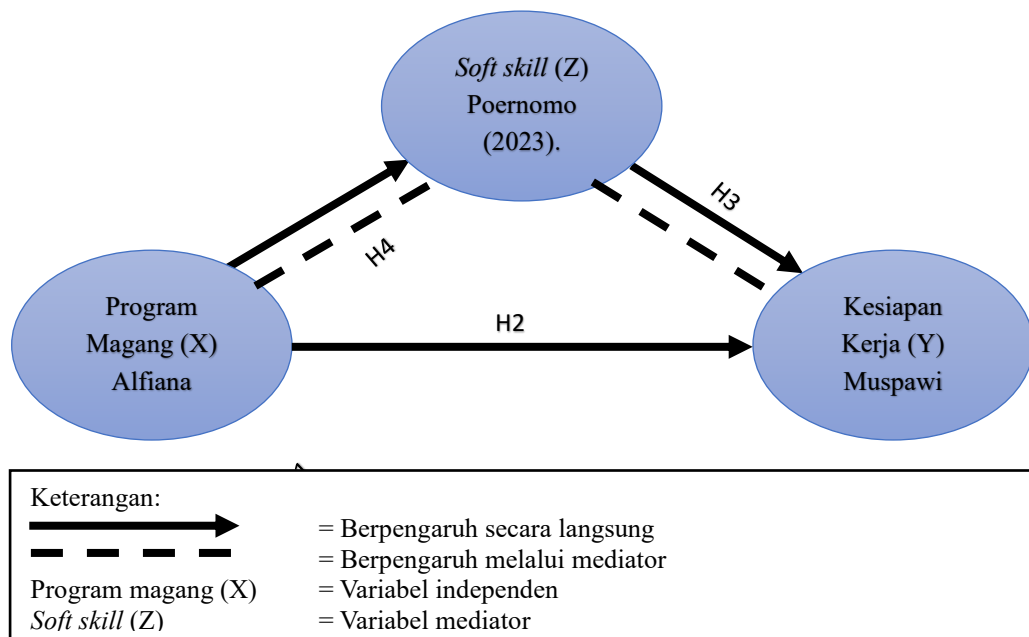 Soft skill (Z)
Poernomo
(2023).
H3
H4
Program
Magang (X)
Alfiana
H2
Kesiapan
Kerja (Y)
Muspawi
Keterangan:
= Berpengaruh secara langsung
= Berpengaruh melalui mediator
Program magang (X) = Variabel independen
Soft skill (Z) = Variabel mediator